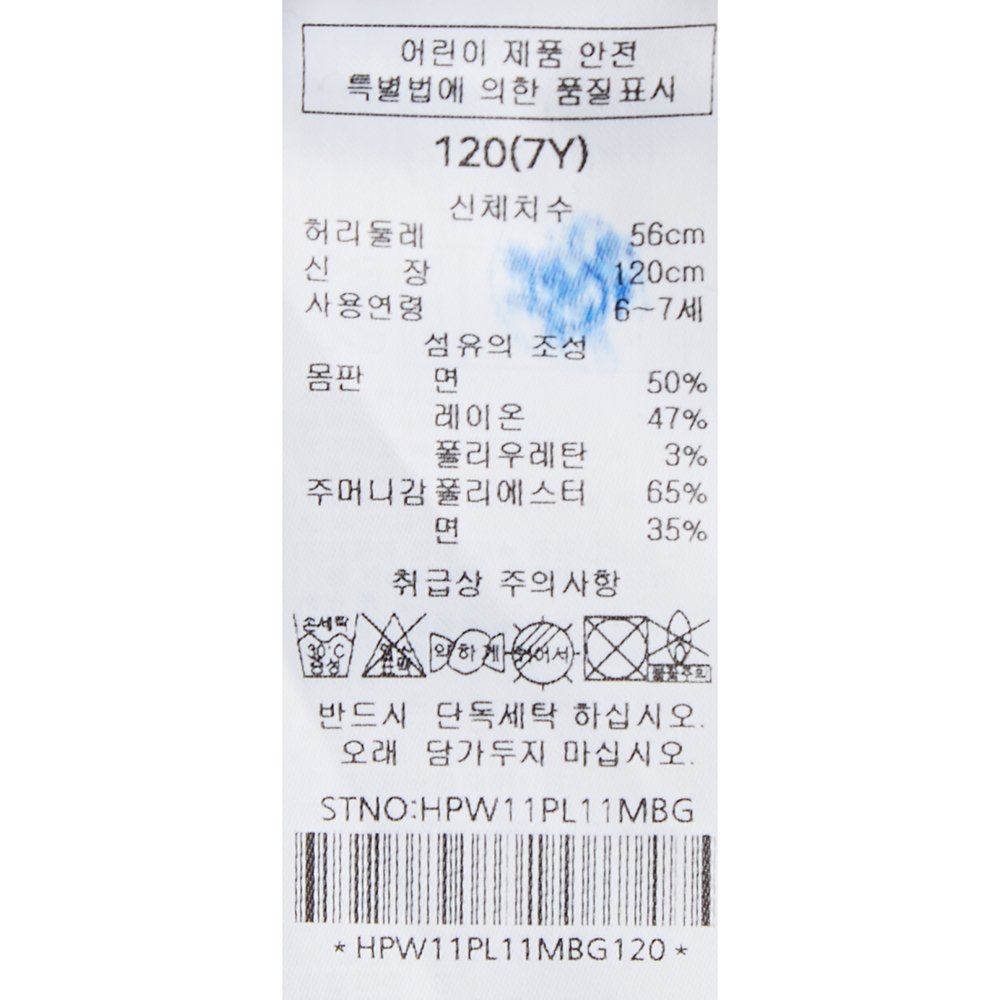 어린이 제품 안전
특별법에 의한 품질표시
120(7Y)
신체치수
허리둘레 56cm
신 장 120cm
사용연령 6~7세
섬유의 조성
몸판 면 50%
레이온 47%
폴리우레탄 3%
주머니감 폴리에스터 65%
면 35%
취급상 주의사항
손세탁
30°C
중성
약하게
반드시 단독세탁 하십시오.
오래 담가두지 마십시오.
STNO:HPW11PL11MBG
*HPW11PL11MBG120*